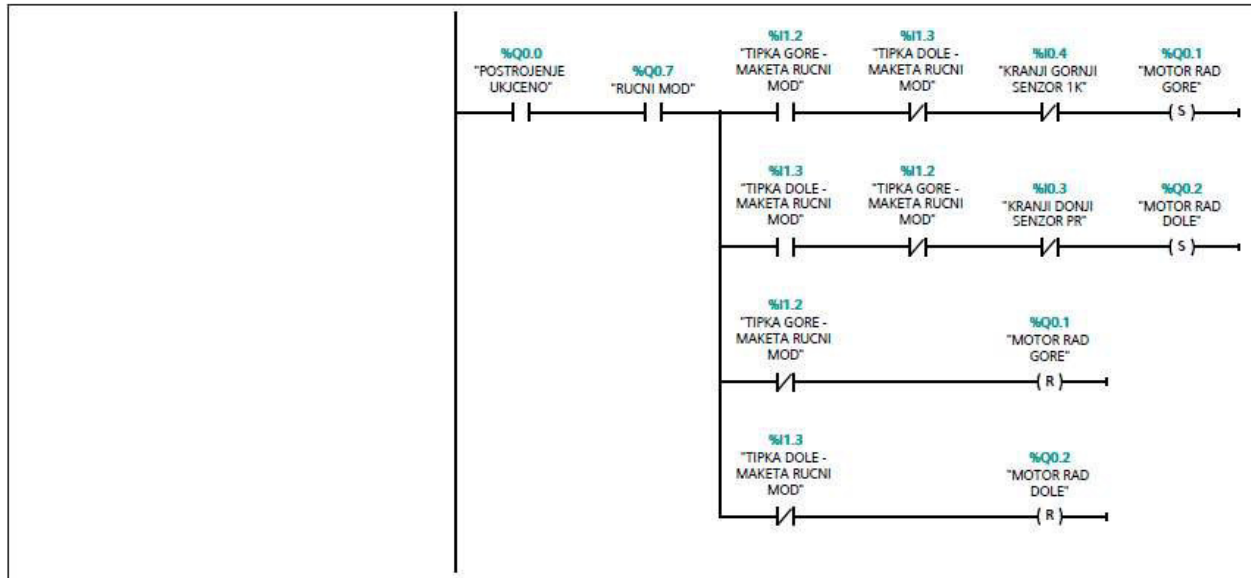 %Q0.0
"POSTROJENJE
UKJCENO"
%Q0.7
"RUCNI MOD"
%I1.2
"TIPKA GORE -
MAKETA RUCNI
MOD"
%I1.3
"TIPKA DOLE -
MAKETA RUCNI
MOD"
%I0.4
"KRANJI GORNJI
SENZOR 1K"
%Q0.1
"MOTOR RAD
GORE"
S
%I1.3
"TIPKA DOLE -
MAKETA RUCNI
MOD"
%I1.2
"TIPKA GORE -
MAKETA RUCNI
MOD"
%I0.3
"KRANJI DONJI
SENZOR PR"
%Q0.2
"MOTOR RAD
DOLE"
S
%I1.2
"TIPKA GORE -
MAKETA RUCNI
MOD"
%Q0.1
"MOTOR RAD
GORE"
R
%I1.3
"TIPKA DOLE -
MAKETA RUCNI
MOD"
%Q0.2
"MOTOR RAD
DOLE"
R